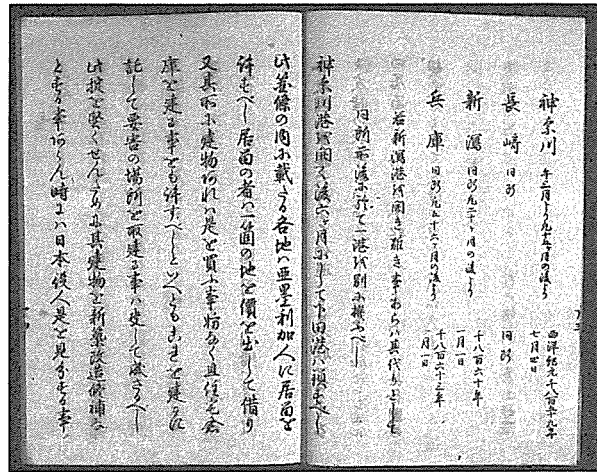 神奈川 午三月より凡十五ヶ月の後より 西洋紀元千八百五十九年
七月四日
長崎 同断 同断
新潟 同断凡二十ヶ月の後より 千八百六十年
一月一日
兵庫 同断凡五十六ヶ月の後より 千八百六十三年
一月一日
若新潟港を開き難き事あらは其代りとして
同所前後に於て一港を別に撰ふへし
神奈川港を開く後六ヶ月にして下田港は鎖すへし
此箇條の内に載たる各地は亜墨利加人に居留を
許すへし居留の者は一箇の地を價を出して借り
又其所に建物あれは是を買ふ事妨なく且住宅倉
庫を建る事をも許すへしといへとも是を建るに
託して要害の場所を取建る事は決して成さるへし
此掟を堅くせんために其建物を新築改造修補な
とする事あらん時には日本役人是を見分する事